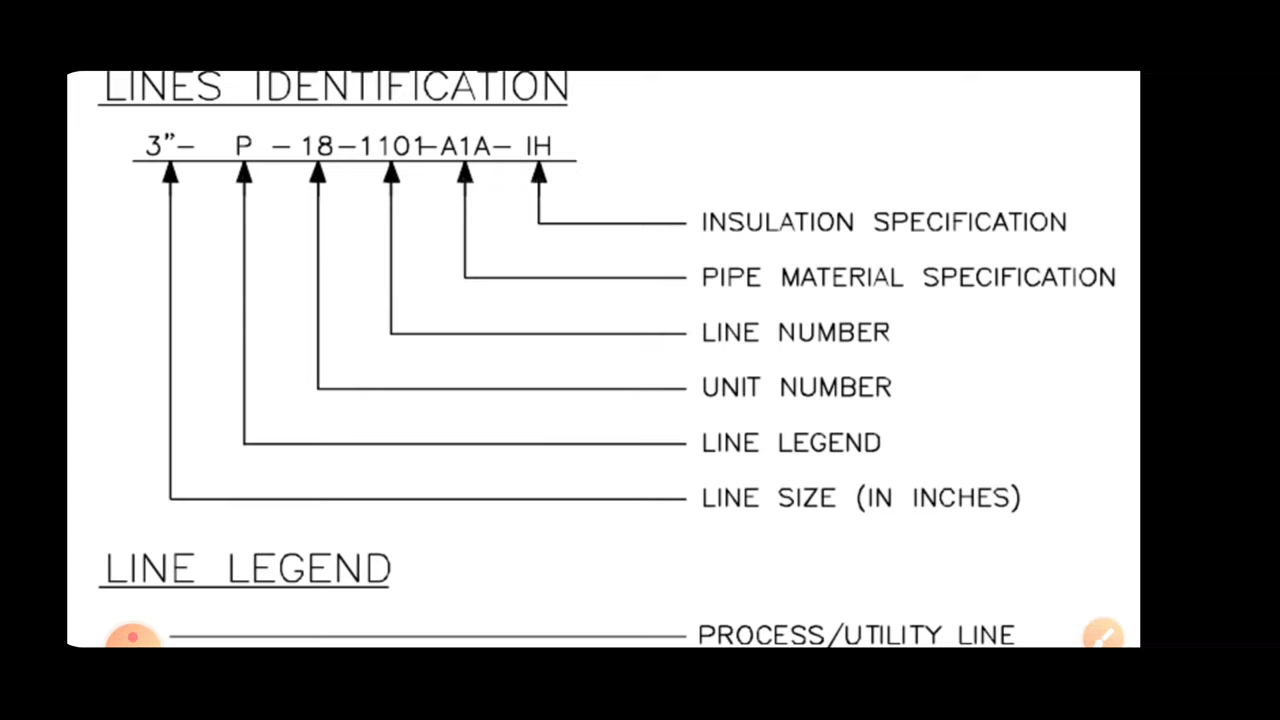 LINES IDENTIFICATION
3"- P -18-1101-A1A- IH
INSULATION SPECIFICATION
PIPE MATERIAL SPECIFICATION
LINE NUMBER
UNIT NUMBER
LINE LEGEND
LINE SIZE (IN INCHES)
LINE LEGEND
PROCESS/UTILITY LINE